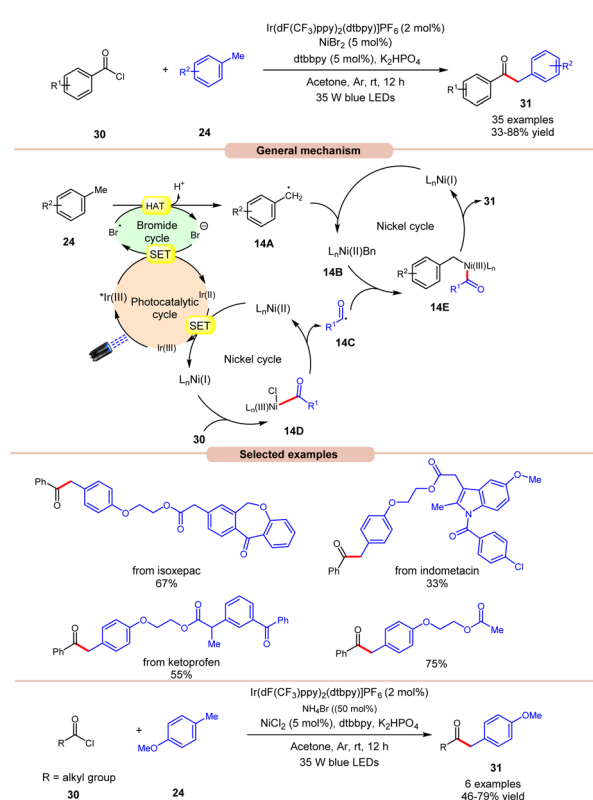 Ir(dF(CF3)ppy)2(dtbpy)]PF6 (2 mol%)
NiBr2 (5 mol%)
dtbbpy (5 mol%), K2HPO4
Acetone, Ar, rt, 12 h
35 W blue LEDs
R1
O
Cl
30
+
R2
Me
24
R1
O
R2
31
35 examples
33-88% yield
General mechanism
R2
Me
24
H+
HAT
Br•
Bromide
cycle
Br ⊖
SET
R2
•CH2
14A
LnNi(I)
31
Nickel cycle
LnNi(II)Bn
14B
R2
Ni(III)Ln
R1
O
14E
*Ir(III)
Photocatalytic
cycle
Ir(II)
Ir(III)
SET
LnNi(II)
R1
O
•
14C
Nickel cycle
LnNi(I)
30
Cl
O
Ln(III)Ni
R1
14D
Selected examples
Ph
O
O
O
O
O
O
from isoxepac
67%
Ph
O
O
O
O
OMe
Me
N
O
Cl
from indometacin
33%
Ph
O
O
O
O
Me
O
Ph
from ketoprofen
55%
Ph
O
O
O
O
Me
75%
Ir(dF(CF3)ppy)2(dtbpy)]PF6 (2 mol%)
NH4Br ((50 mol%)
NiCl2 (5 mol%), dtbbpy, K2HPO4
Acetone, Ar, rt, 12 h
35 W blue LEDs
R
O
Cl
R = alkyl group
30
+
Me
MeO
24
R
O
OMe
31
6 examples
46-79% yield